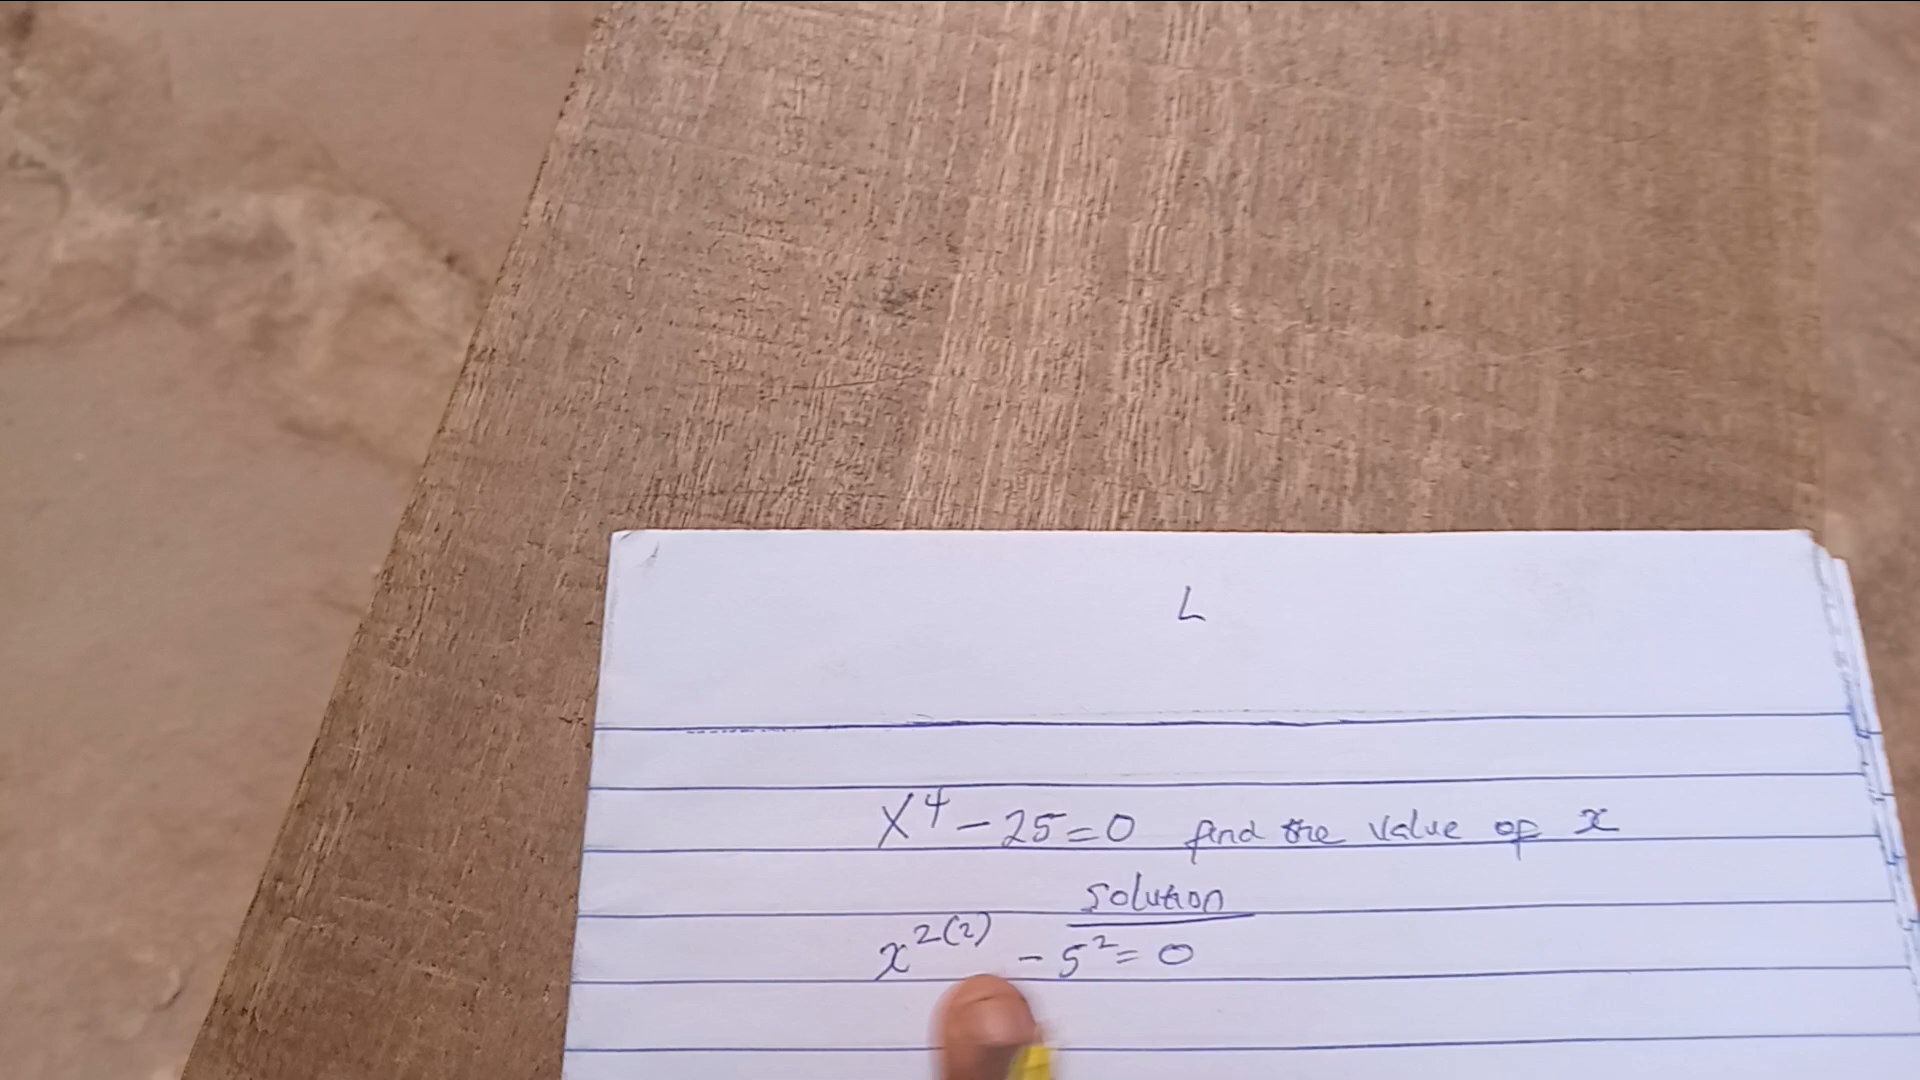 L
X⁴ - 25 = 0 find the value of x
Solution
x²⁽²⁾ - 5² = 0